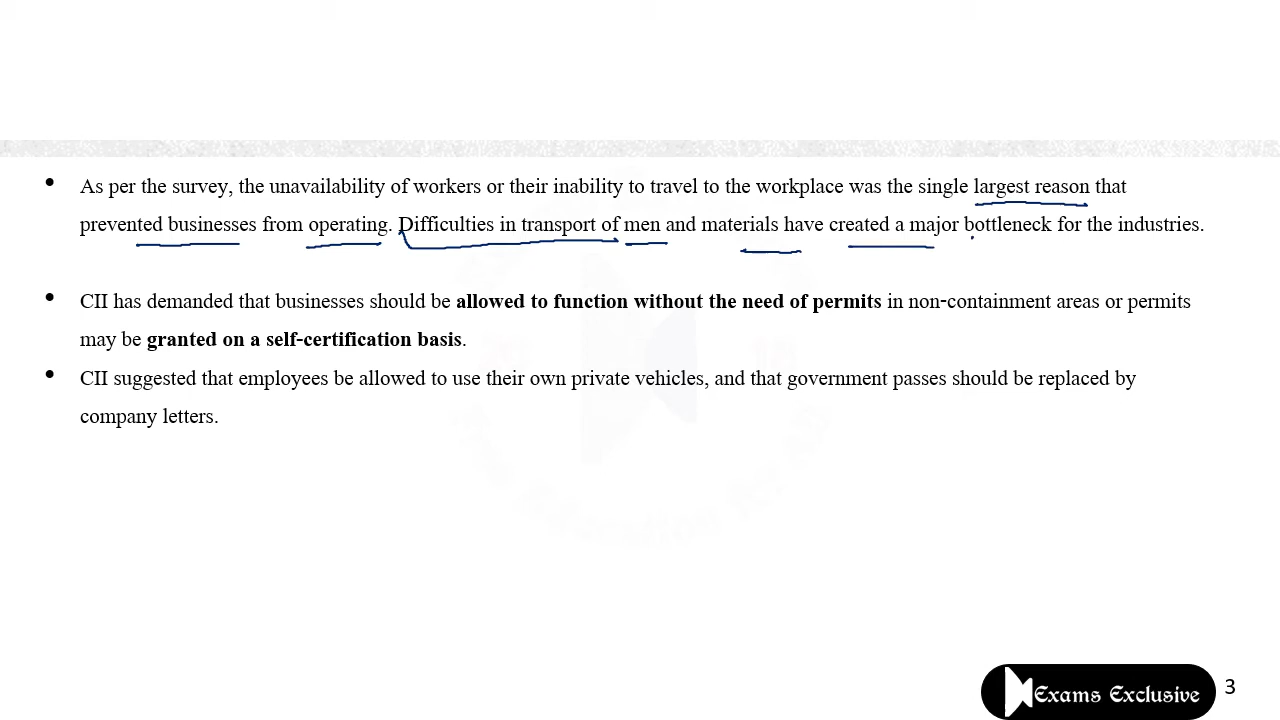 • As per the survey, the unavailability of workers or their inability to travel to the workplace was the single largest reason that
prevented businesses from operating. Difficulties in transport of men and materials have created a major bottleneck for the industries.
• CII has demanded that businesses should be allowed to function without the need of permits in non-containment areas or permits
may be granted on a self-certification basis.
• CII suggested that employees be allowed to use their own private vehicles, and that government passes should be replaced by
company letters.
Exams Exclusive
3